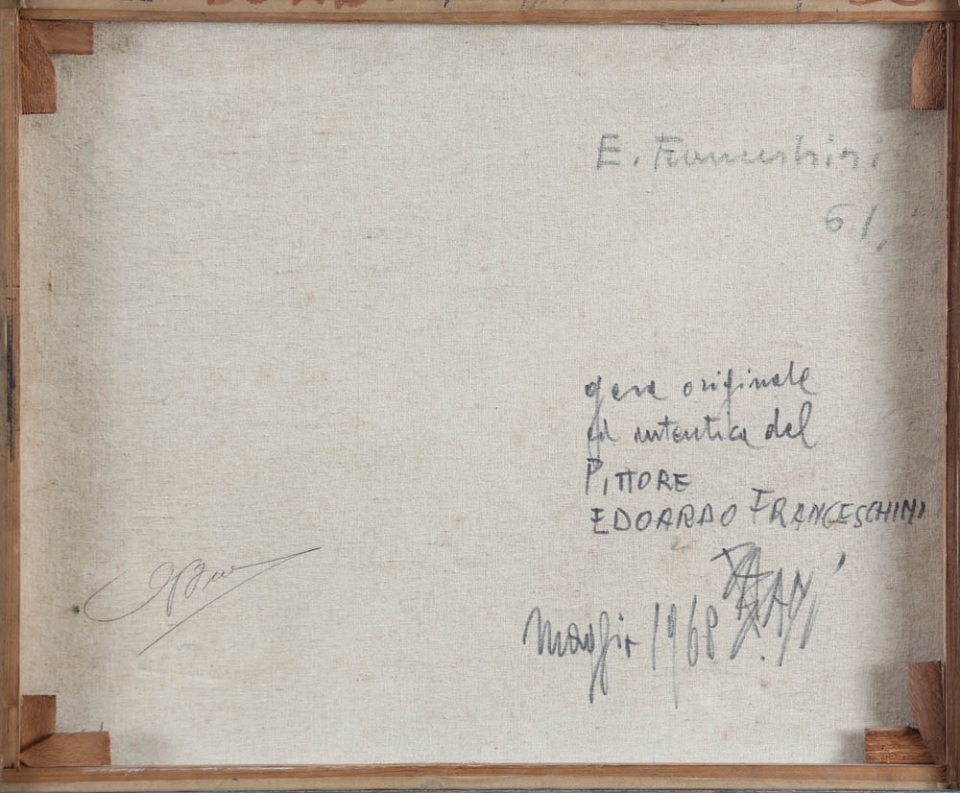 E. Franceschini
61,
opera originale
ed autentica del
PITTORE
EDOARDO FRANCESCHINI
Maggio 1968